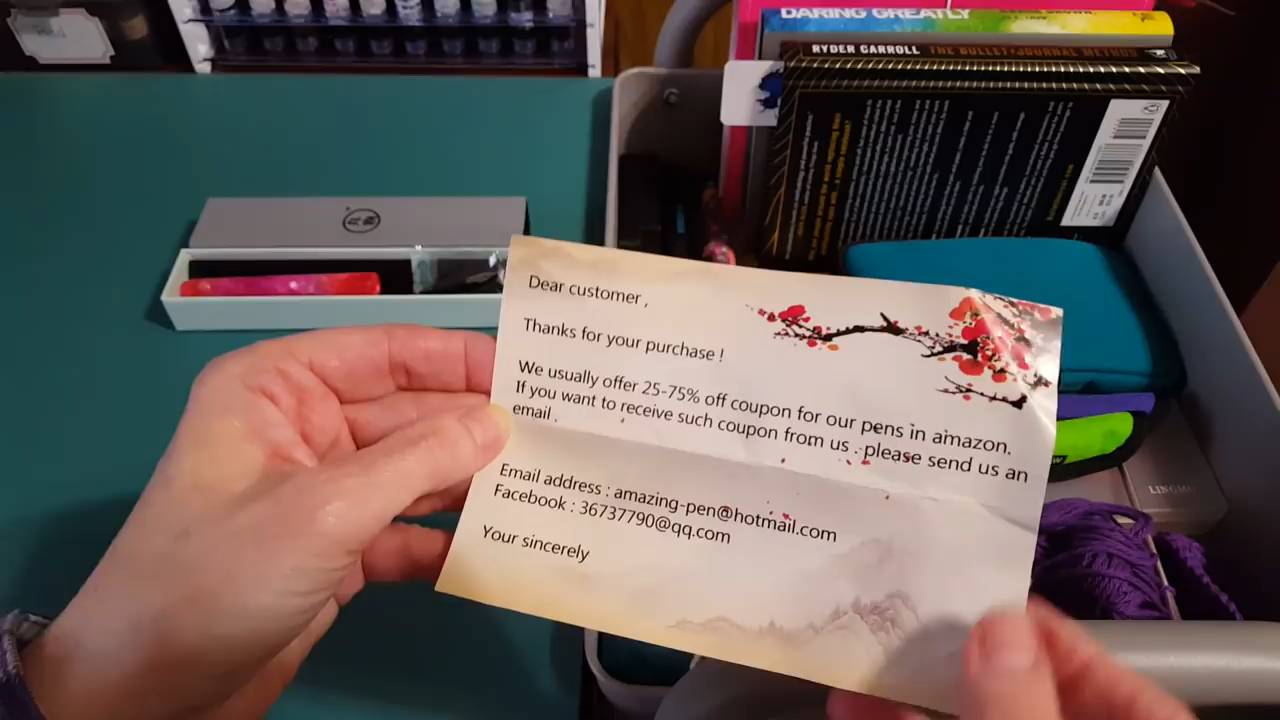 DARING GREATLY
RYDER CARROLL THE BULLET JOURNAL METHOD
Dear customer ,
Thanks for your purchase !
We usually offer 25-75% off coupon for our pens in amazon.
If you want to receive such coupon from us . please send us an
email .
Email address : amazing-pen@hotmail.com
Facebook : 36737790@qq.com
Your sincerely